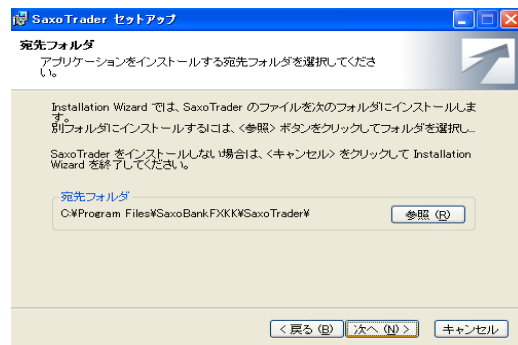 SaxoTrader セットアップ
宛先フォルダ
アプリケーションをインストールする宛先フォルダを選択してくださ
い。
Installation Wizard では、SaxoTrader のファイルを次のフォルダにインストールしま
す。
別フォルダにインストールするには、<参照> ボタンをクリックしてフォルダを選択し...
SaxoTrader をインストールしない場合は、<キャンセル> をクリックして Installation
Wizard を終了してください。
宛先フォルダ
C:¥Program Files¥SaxoBankFXKK¥SaxoTrader¥
参照 (R)
< 戻る (B)
次へ (N) >
キャンセル